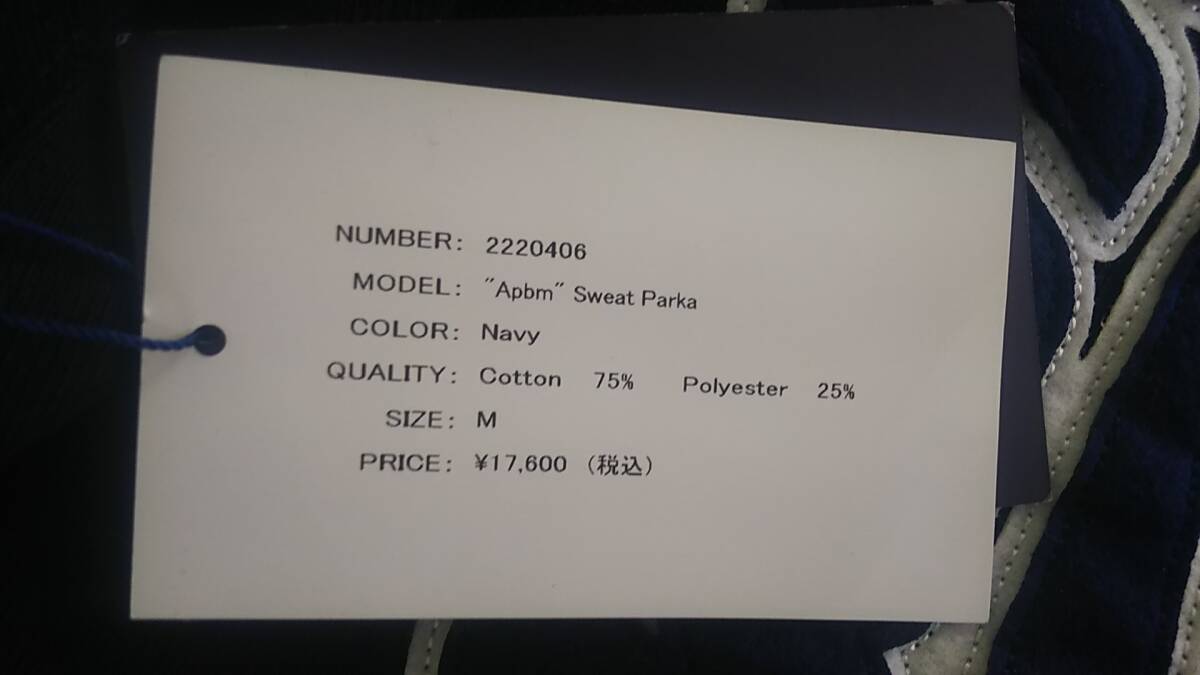 NUMBER: 2220406
MODEL: "Apbm" Sweat Parka
COLOR: Navy
QUALITY: Cotton 75% Polyester 25%
SIZE: M
PRICE: ¥17,600 (税込)